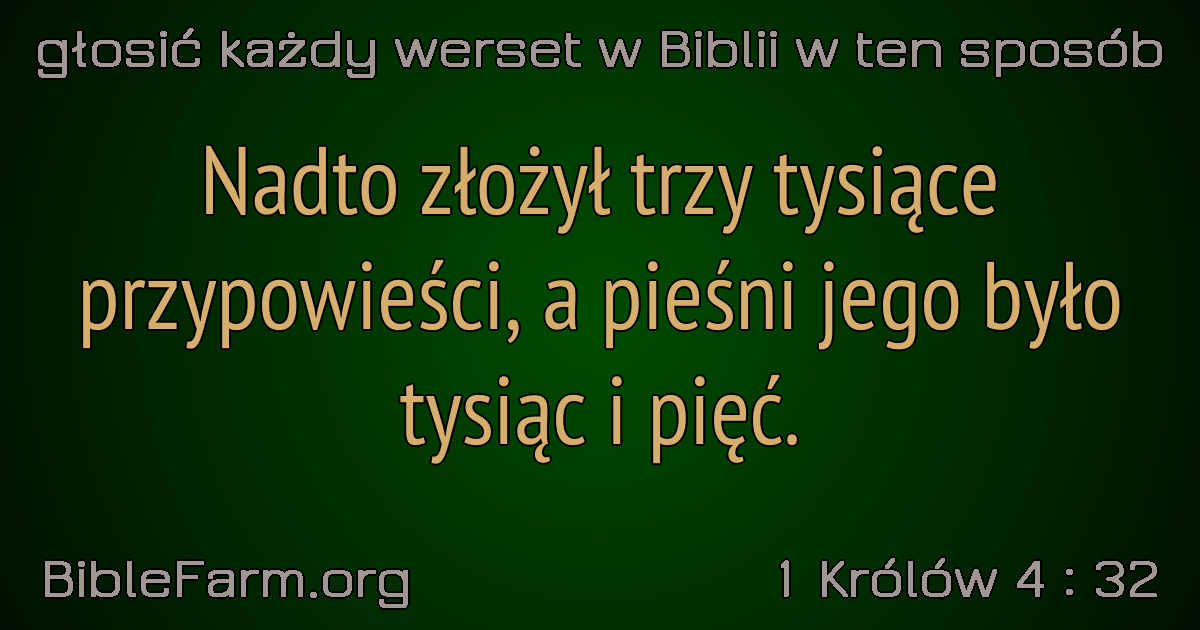 głosić każdy werset w Biblii w ten sposób
Nadto złożył trzy tysiące
przypowieści, a pieśni jego było
tysiąc i pięć.
BibleFarm.org
1 Królów 4 : 32